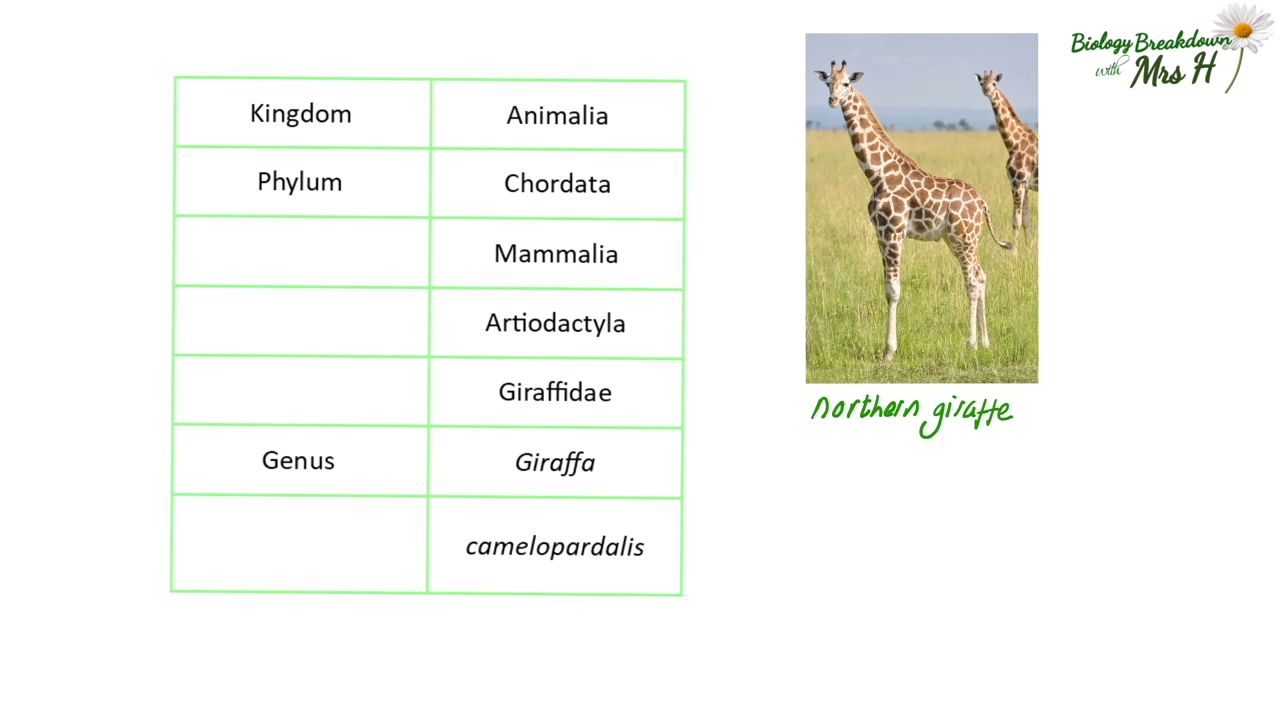 Biology Breakdown
with Mrs H
Kingdom Animalia
Phylum Chordata
Mammalia
Artiodactyla
Giraffidae
Genus Giraffa
camelopardalis
northern giraffe